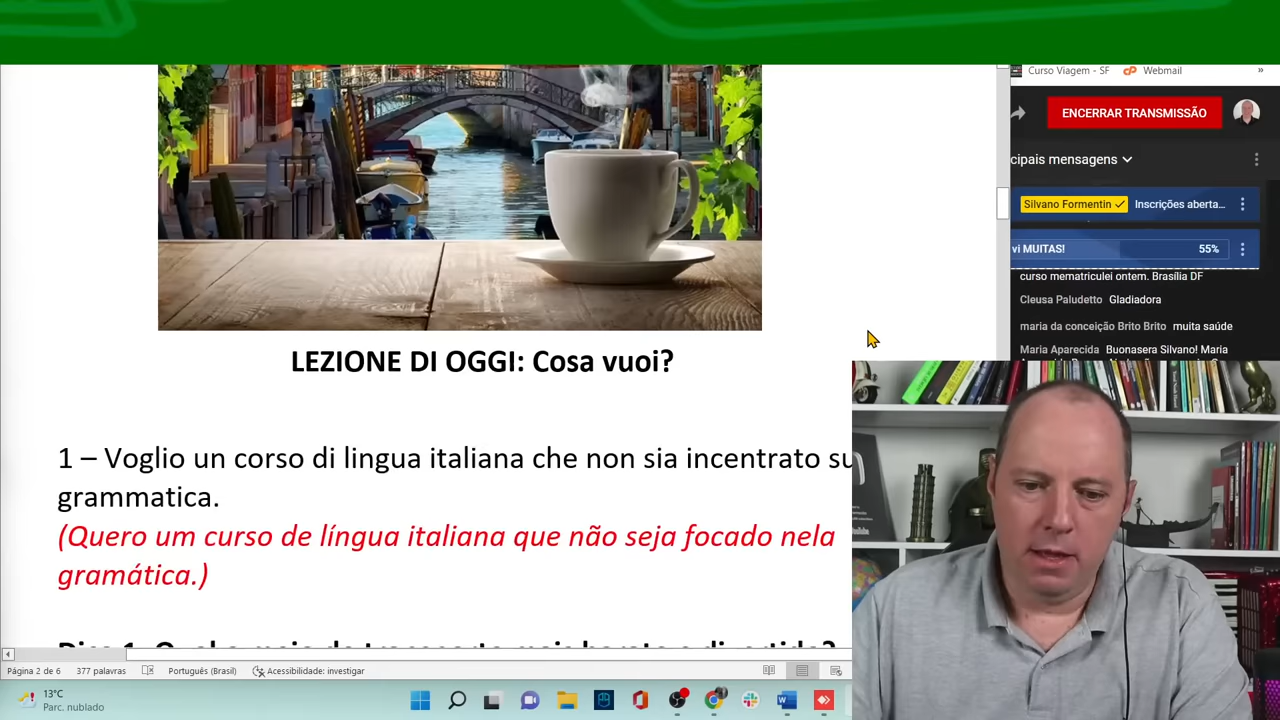 Curso Viagem - SF
Webmail
»
ENCERRAR TRANSMISSÃO
cipais mensagens
Silvano Formentin Inscrições aberta...
vi MUITAS! 55%
curso mematriculei ontem. Brasília DF
Cleusa Paludetto Gladiadora
maria da conceição Brito Brito muita saúde
Maria Aparecida Buonasera Silvano! Maria
LEZIONE DI OGGI: Cosa vuoi?
1 – Voglio un corso di lingua italiana che non sia incentrato su
grammatica.
(Quero um curso de língua italiana que não seja focado nela
gramática.)
Página 2 de 6 377 palavras Português (Brasil) Acessibilidade: investigar
13°C
Parc. nublado